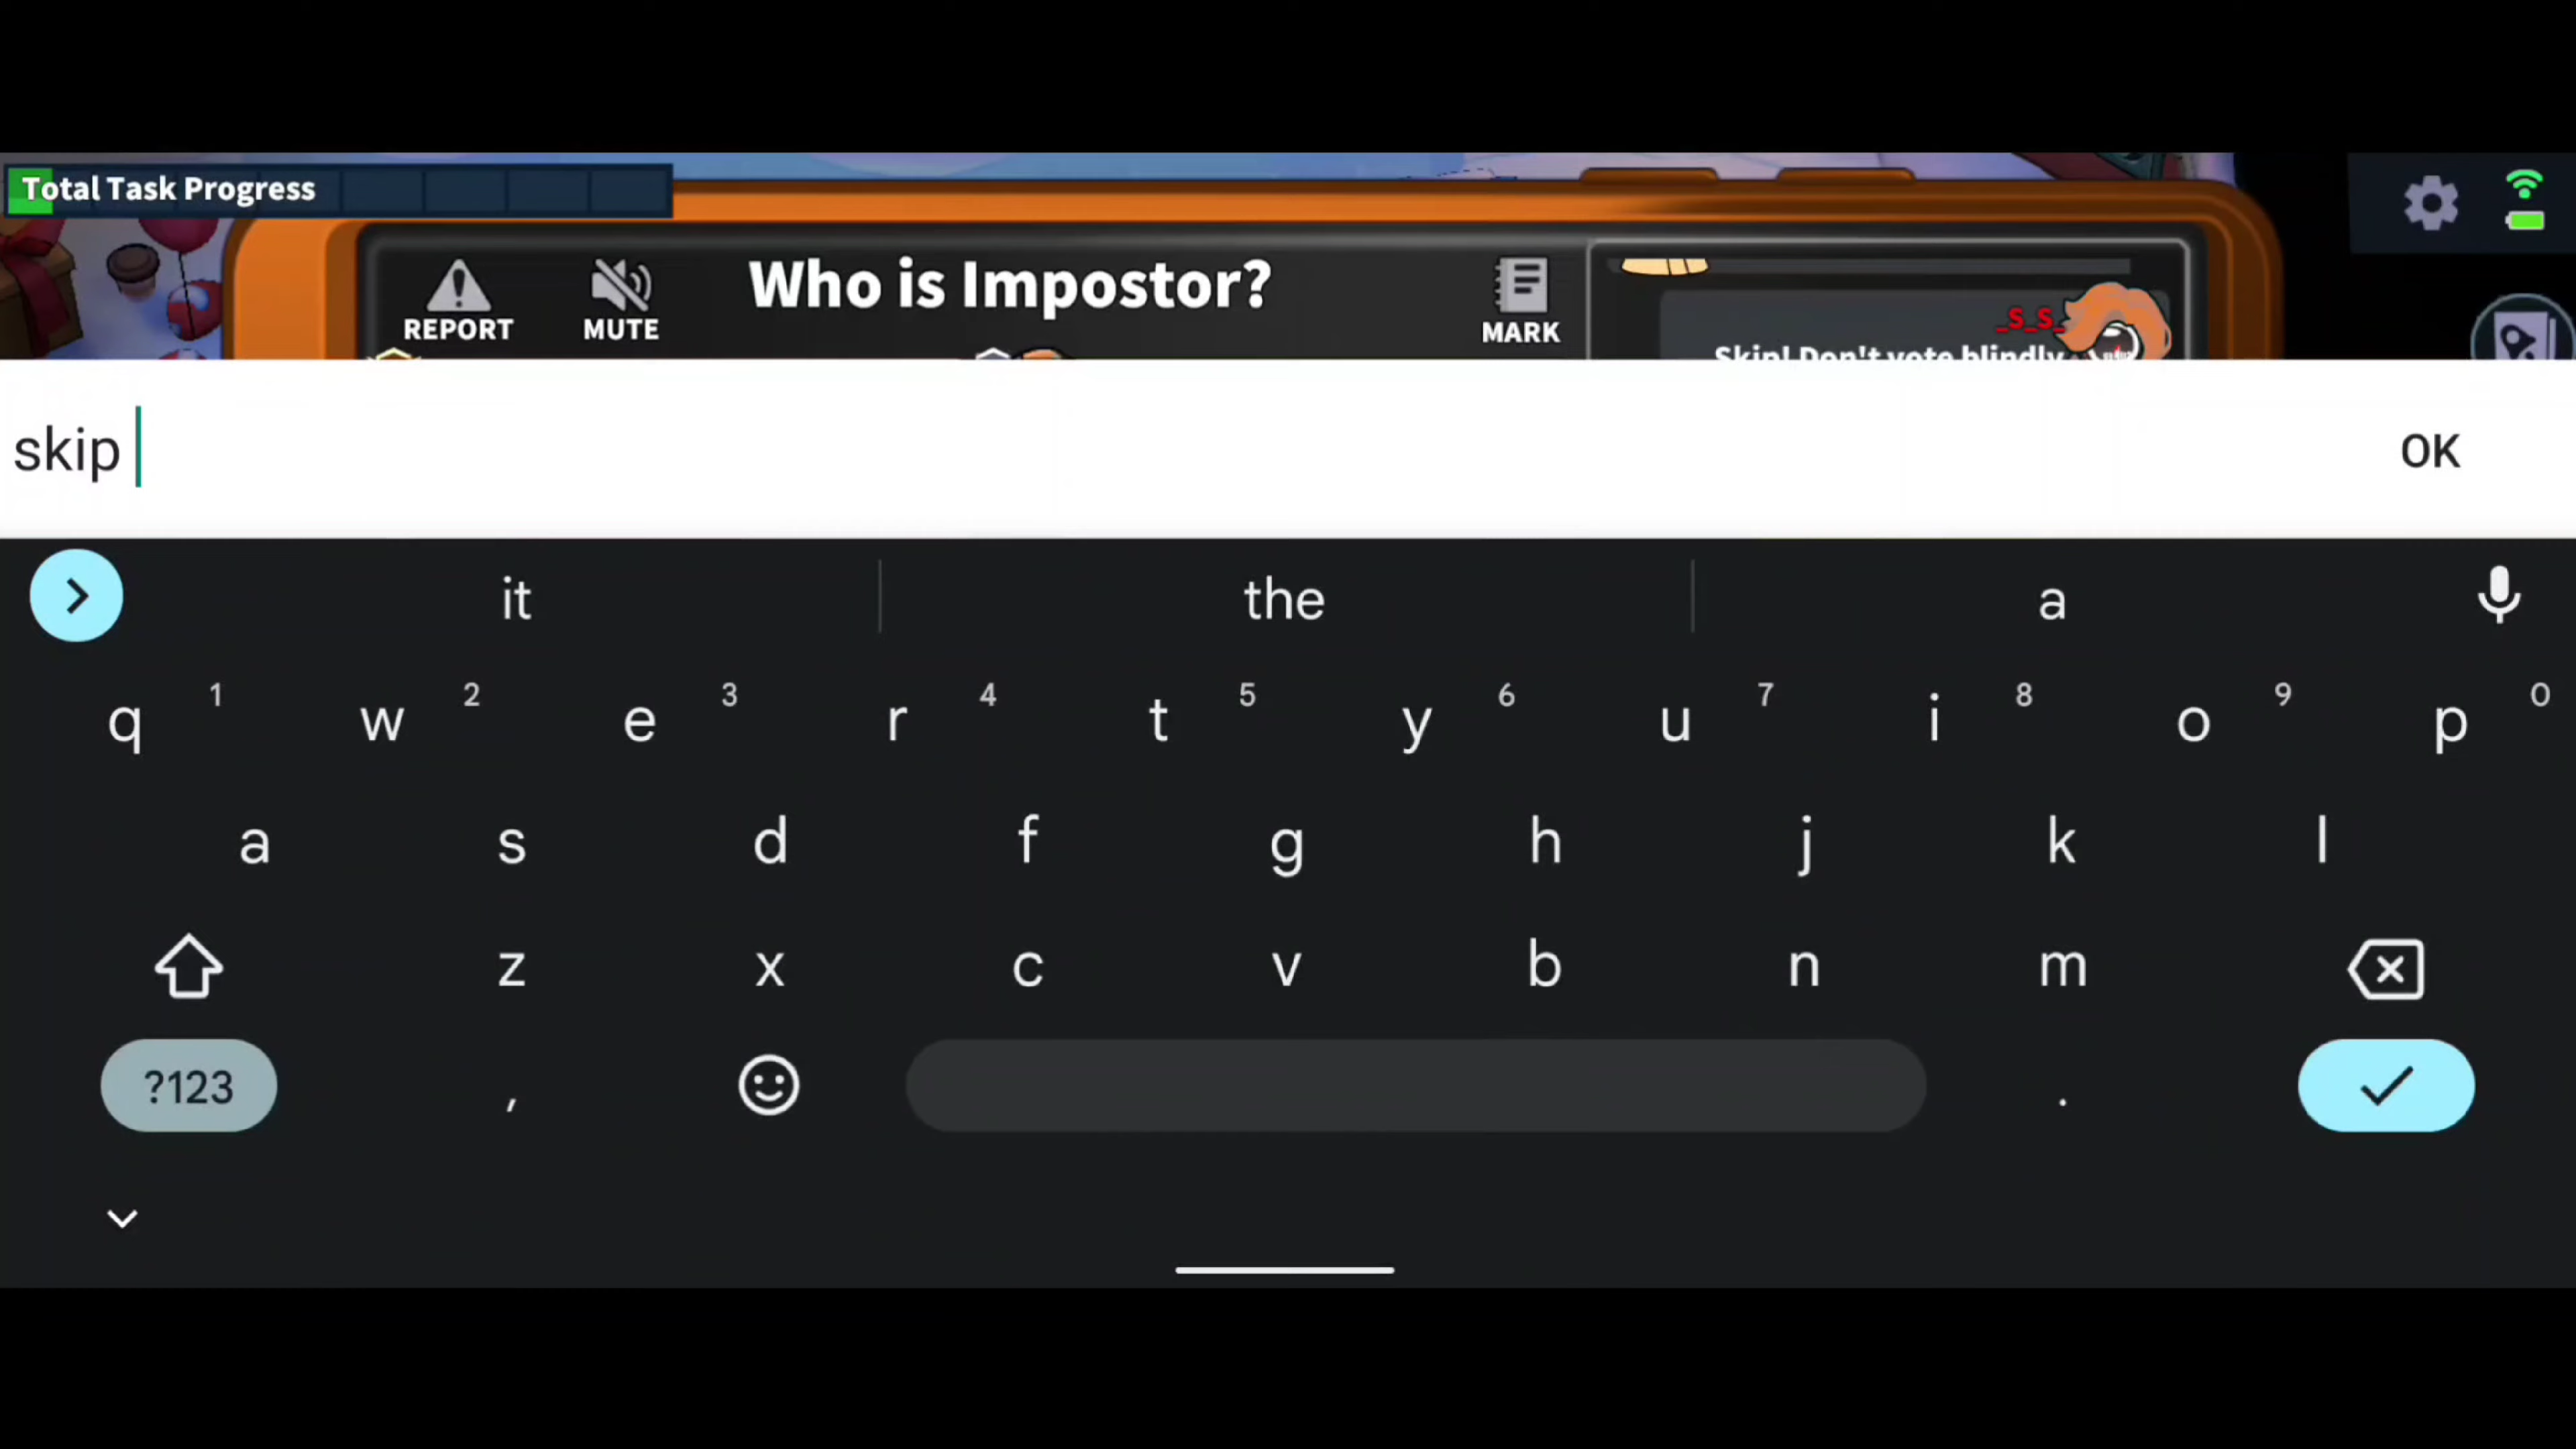 Total Task Progress
REPORT
MUTE
Who is Impostor?
MARK
_S_S_
Skip! Don't vote blindly
skip
OK
it the a
q 1 w 2 e 3 r 4 t 5 y 6 u 7 i 8 o 9 p 0
a s d f g h j k l
z x c v b n m
?123 , .